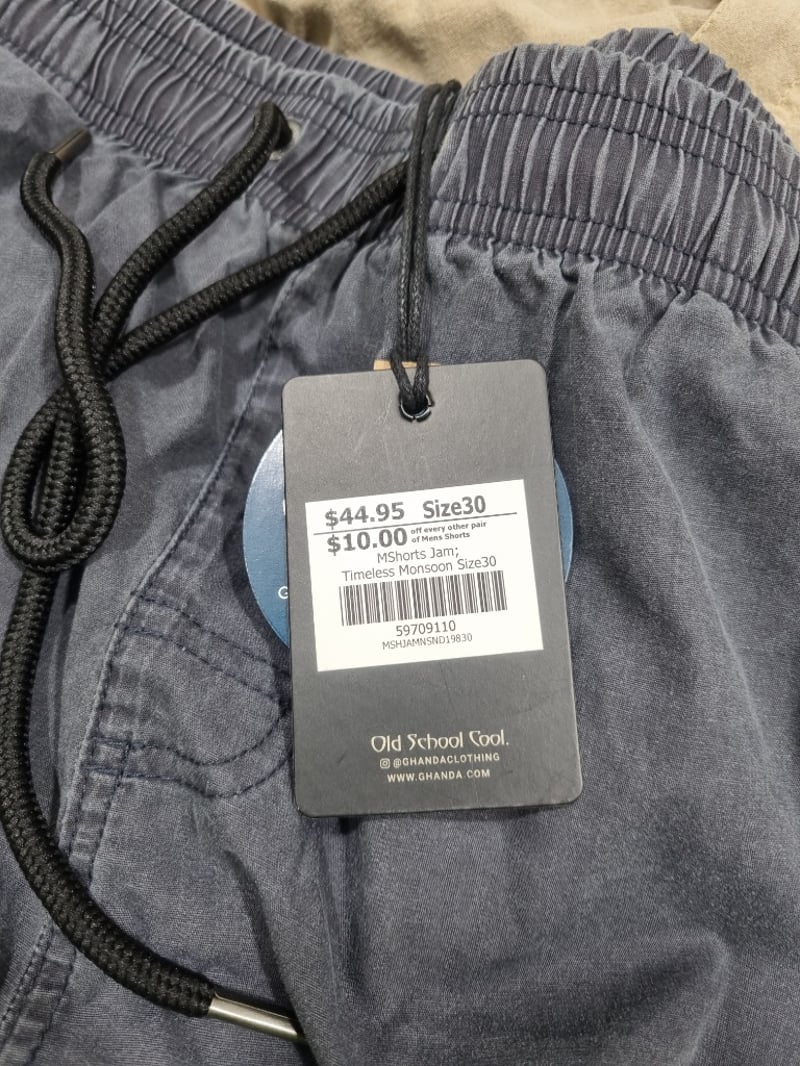 $44.95 Size30
$10.00 off every other pair
of Mens Shorts
MShorts Jam;
Timeless Monsoon Size30
59709110
MSHJAMNSND19830
G
Old School Cool.
@GHANDACLOTHING
WWW.GHANDA.COM